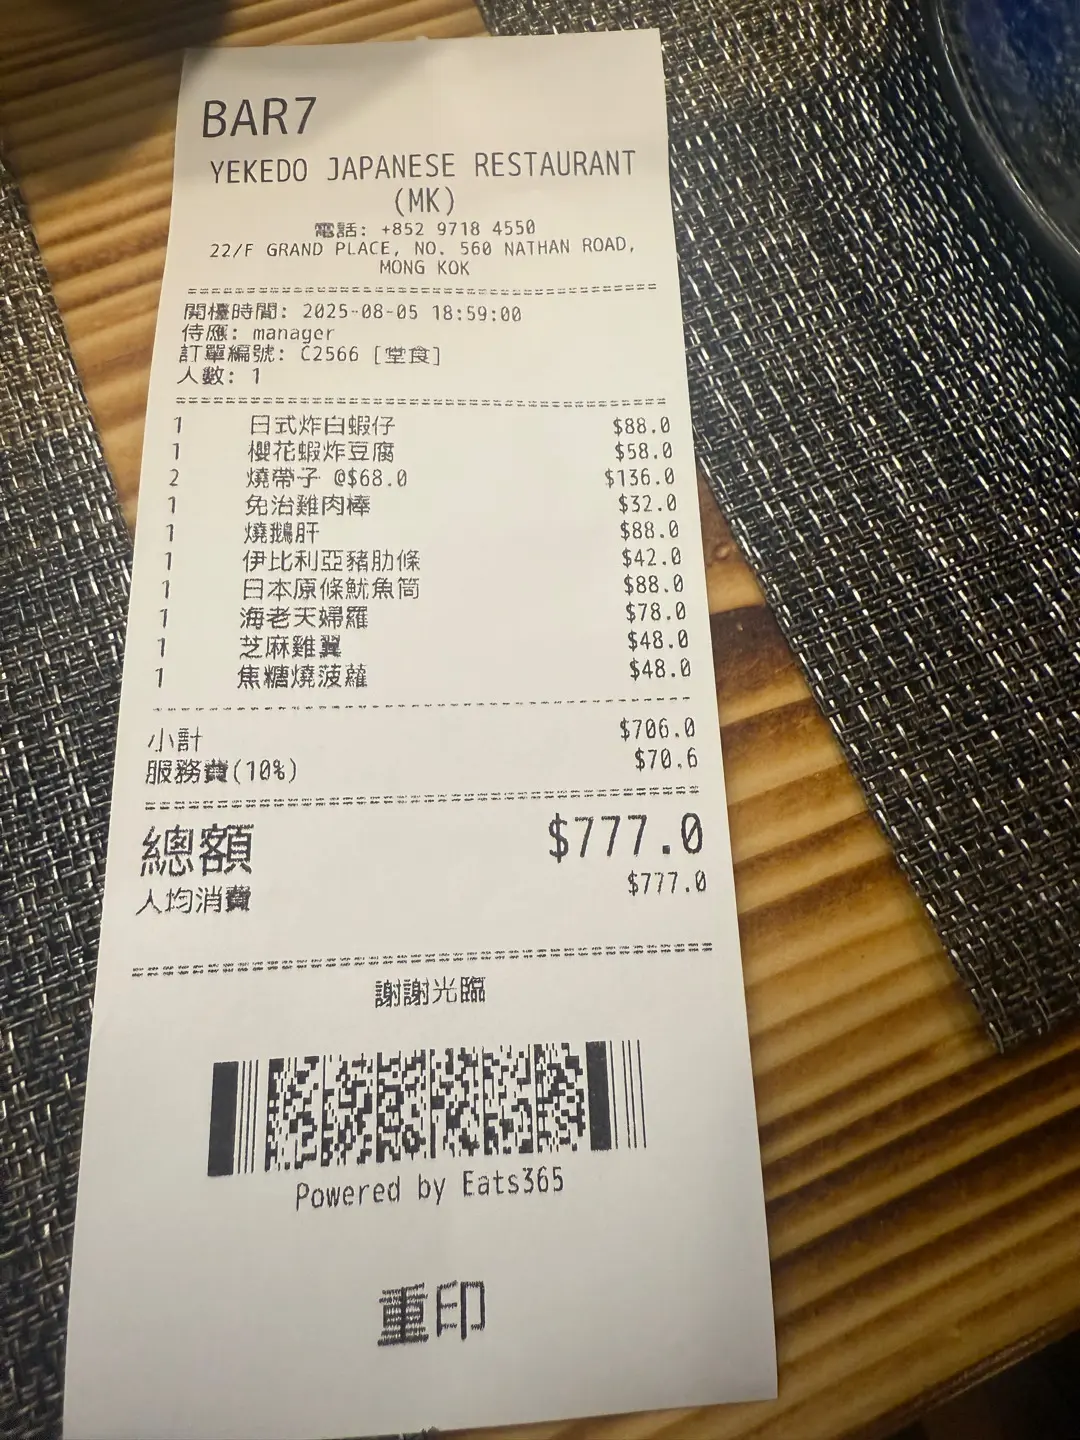 BAR7
YEKEDO JAPANESE RESTAURANT
(MK)
電話: +852 9718 4550
22/F GRAND PLACE, NO. 560 NATHAN ROAD,
MONG KOK
開檯時間: 2025-08-05 18:59:00
侍應: manager
訂單編號: C2566 [堂食]
人數: 1
1 日式炸白蝦仔 $88.0
1 櫻花蝦炸豆腐 $58.0
2 燒帶子 @$68.0 $136.0
1 免治雞肉棒 $32.0
1 燒鵝肝 $88.0
1 伊比利亞豬肋條 $42.0
1 日本原條魷魚筒 $88.0
1 海老天婦羅 $78.0
1 芝麻雞翼 $48.0
1 焦糖燒菠蘿 $48.0
小計 $706.0
服務費(10%) $70.6
總額 $777.0
人均消費 $777.0
謝謝光臨
Powered by Eats365
重印